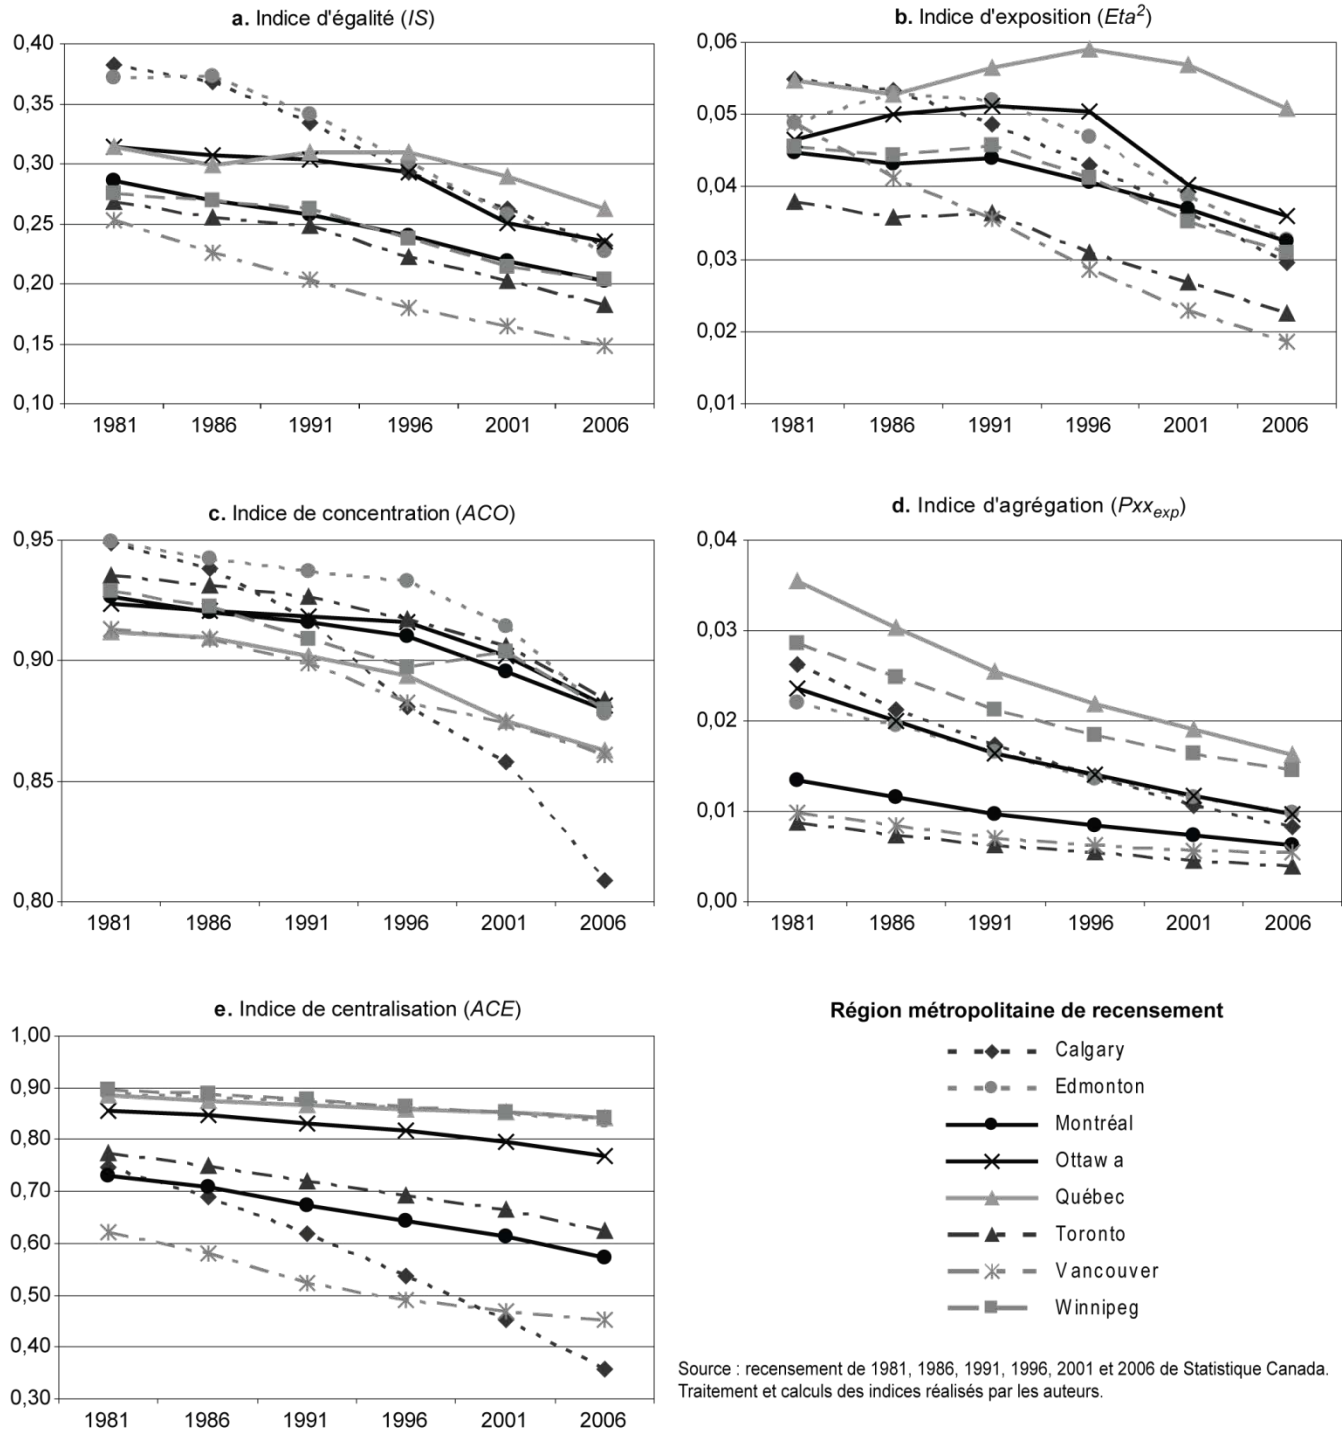 a. Indice d'égalité (IS)
0,40
0,35
0,30
0,25
0,20
0,15
0,10
1981 1986 1991 1996 2001 2006
b. Indice d'exposition (Eta²)
0,06
0,05
0,04
0,03
0,02
0,01
1981 1986 1991 1996 2001 2006
c. Indice de concentration (ACO)
0,95
0,90
0,85
0,80
1981 1986 1991 1996 2001 2006
d. Indice d'agrégation (Pxx_exp)
0,04
0,03
0,02
0,01
0,00
1981 1986 1991 1996 2001 2006
e. Indice de centralisation (ACE)
1,00
0,90
0,80
0,70
0,60
0,50
0,40
0,30
1981 1986 1991 1996 2001 2006
Région métropolitaine de recensement
Calgary
Edmonton
Montréal
Ottawa
Québec
Toronto
Vancouver
Winnipeg
Source : recensement de 1981, 1986, 1991, 1996, 2001 et 2006 de Statistique Canada.
Traitement et calculs des indices réalisés par les auteurs.